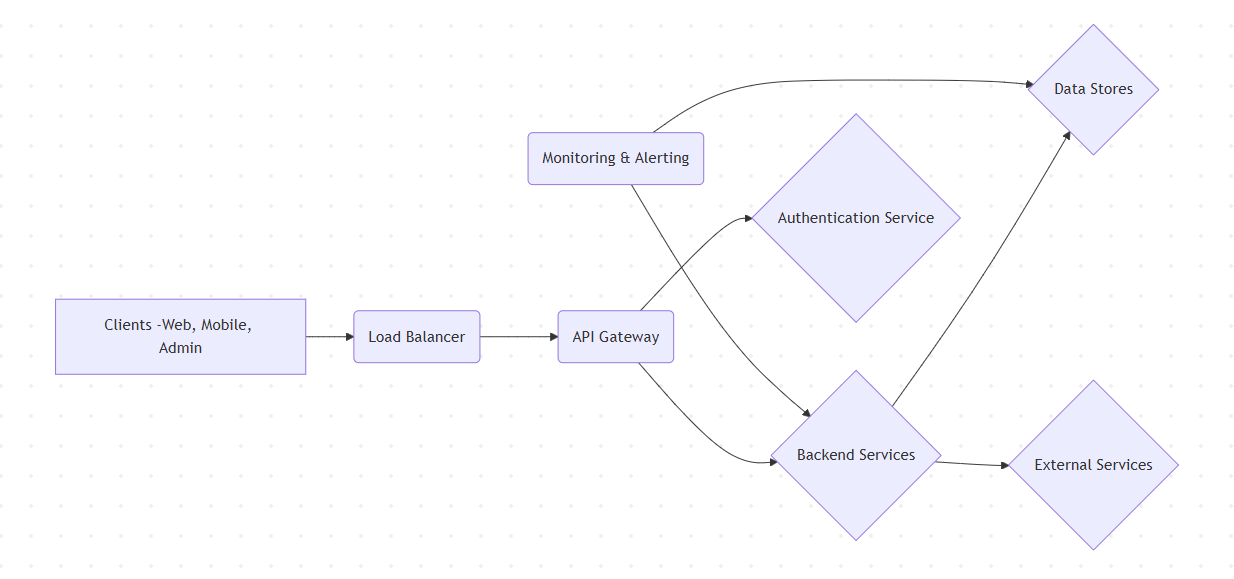 Data Stores
Monitoring & Alerting
Authentication Service
Clients -Web, Mobile,
Admin
Load Balancer
API Gateway
Backend Services
External Services